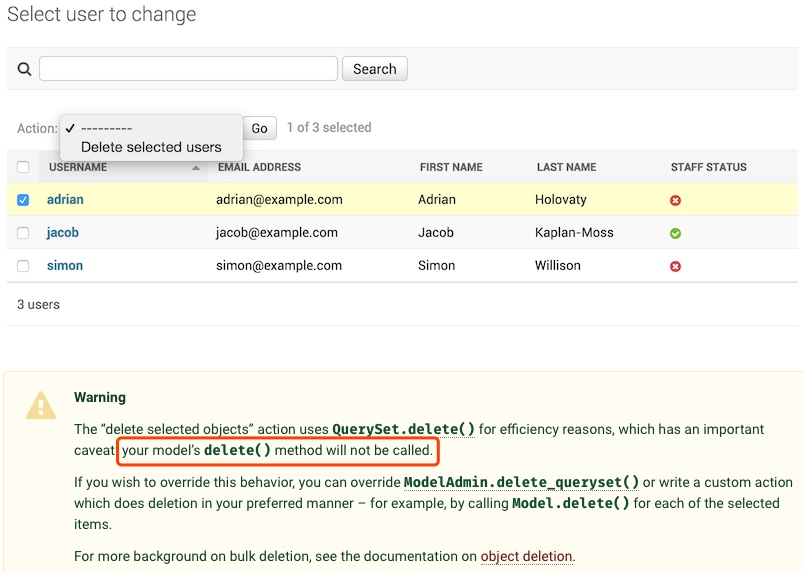 Select user to change
Search
Action: ✓ ---------
Delete selected users
Go 1 of 3 selected
USERNAME EMAIL ADDRESS FIRST NAME LAST NAME STAFF STATUS
adrian adrian@example.com Adrian Holovaty
jacob jacob@example.com Jacob Kaplan-Moss
simon simon@example.com Simon Willison
3 users
Warning
The “delete selected objects” action uses QuerySet.delete() for efficiency reasons, which has an important
caveat: your model’s delete() method will not be called.
If you wish to override this behavior, you can override ModelAdmin.delete_queryset() or write a custom action
which does deletion in your preferred manner – for example, by calling Model.delete() for each of the selected
items.
For more background on bulk deletion, see the documentation on object deletion.